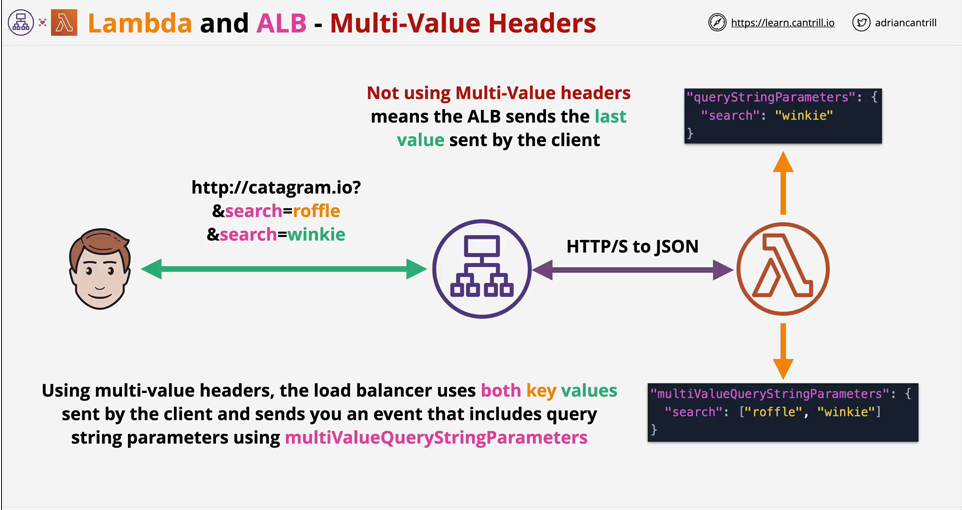 Lambda and ALB - Multi-Value Headers
https://learn.cantrill.io
adriancantrill
Not using Multi-Value headers
means the ALB sends the last
value sent by the client
"queryStringParameters": {
"search": "winkie"
}
http://catagram.io?
&search=roffle
&search=winkie
HTTP/S to JSON
Using multi-value headers, the load balancer uses both key values
sent by the client and sends you an event that includes query
string parameters using multiValueQueryStringParameters
"multiValueQueryStringParameters": {
"search": ["roffle", "winkie"]
}